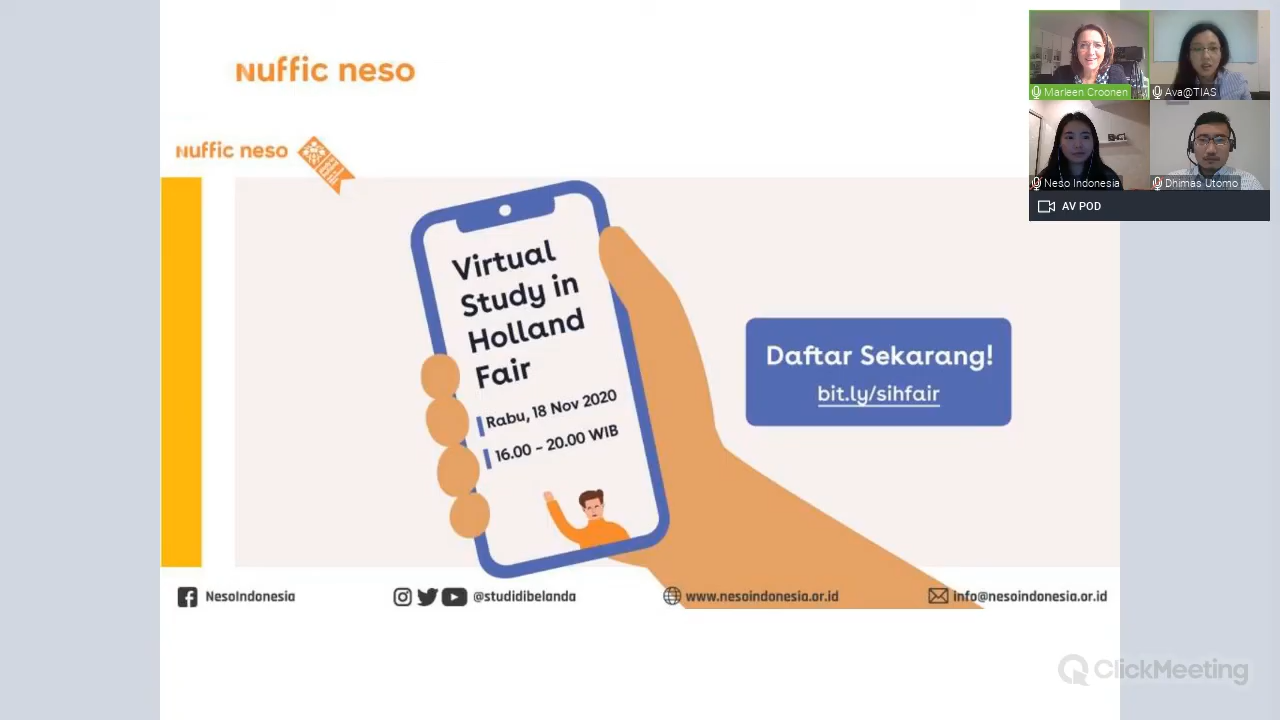 Nuffic neso
Nuffic neso
Virtual
Study in
Holland
Fair
Rabu, 18 Nov 2020
16.00 – 20.00 WIB
Daftar Sekarang!
bit.ly/sihfair
NesoIndonesia
@studidibelanda
www.nesoindonesia.or.id
info@nesoindonesia.or.id
Marleen Croonen
Ava@TIAS
Neso Indonesia
Dhimas Utomo
AV POD
ClickMeeting